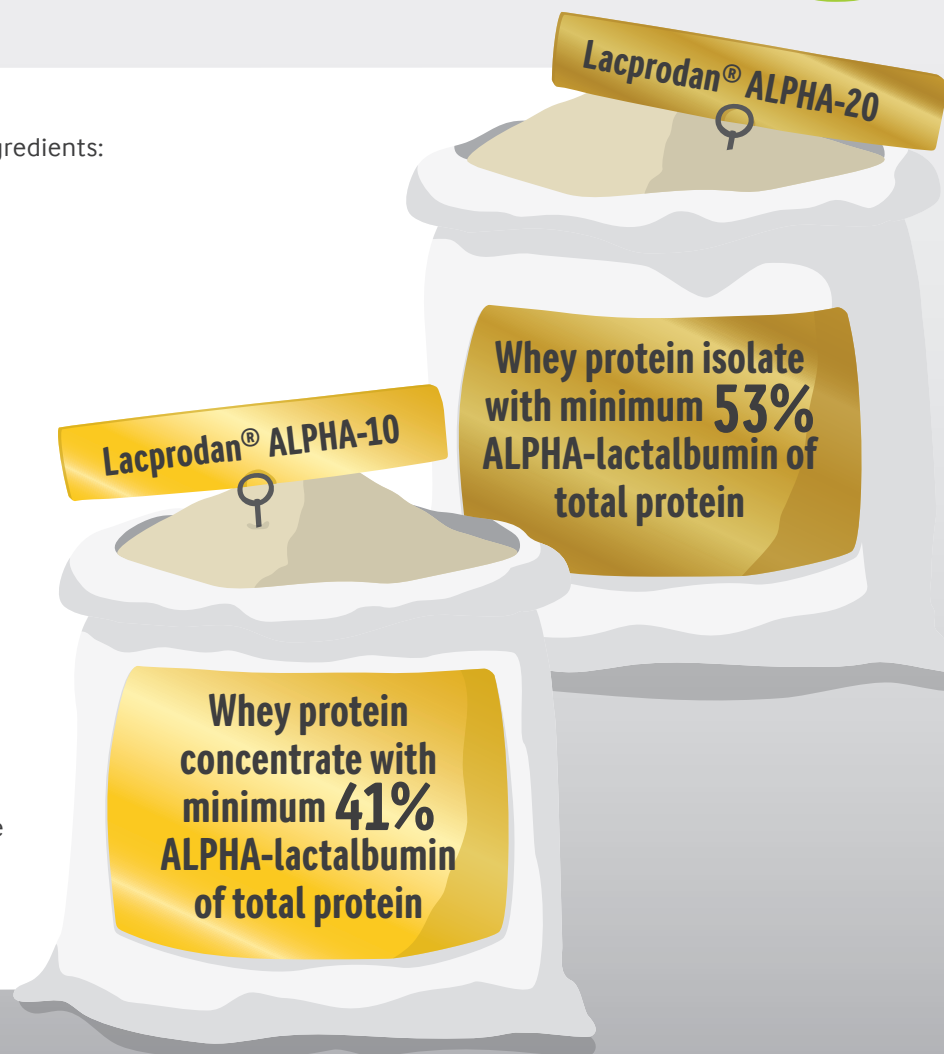 gredients:
Lacprodan® ALPHA-20
Whey protein isolate
with minimum 53%
ALPHA-lactalbumin of
total protein
Lacprodan® ALPHA-10
Whey protein
concentrate with
minimum 41%
ALPHA-lactalbumin
of total protein
e